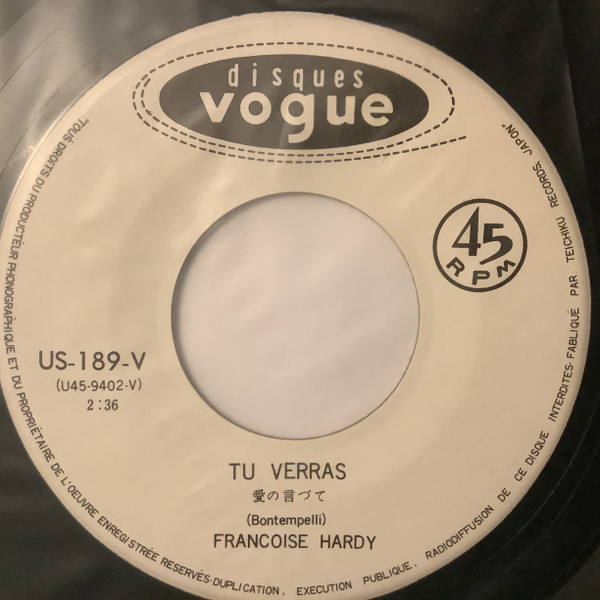 disques
vogue
45
RPM
US-189-V
(U45-9402-V)
2:36
TU VERRAS
愛の言づて
(Bontempelli)
FRANCOISE HARDY
"TOUS DROITS DU PRODUCTEUR PHONOGRAPHIQUE ET DU PROPRIÉTAIRE DE L'OEUVRE ENREGISTRÉE RESERVÉS·DUPLICATION, EXECUTION PUBLIQUE, RADIODIFFUSION DE CE DISQUE INTERDITES·FABLIQUÉ PAR TEICHIKU RECORDS, JAPON"